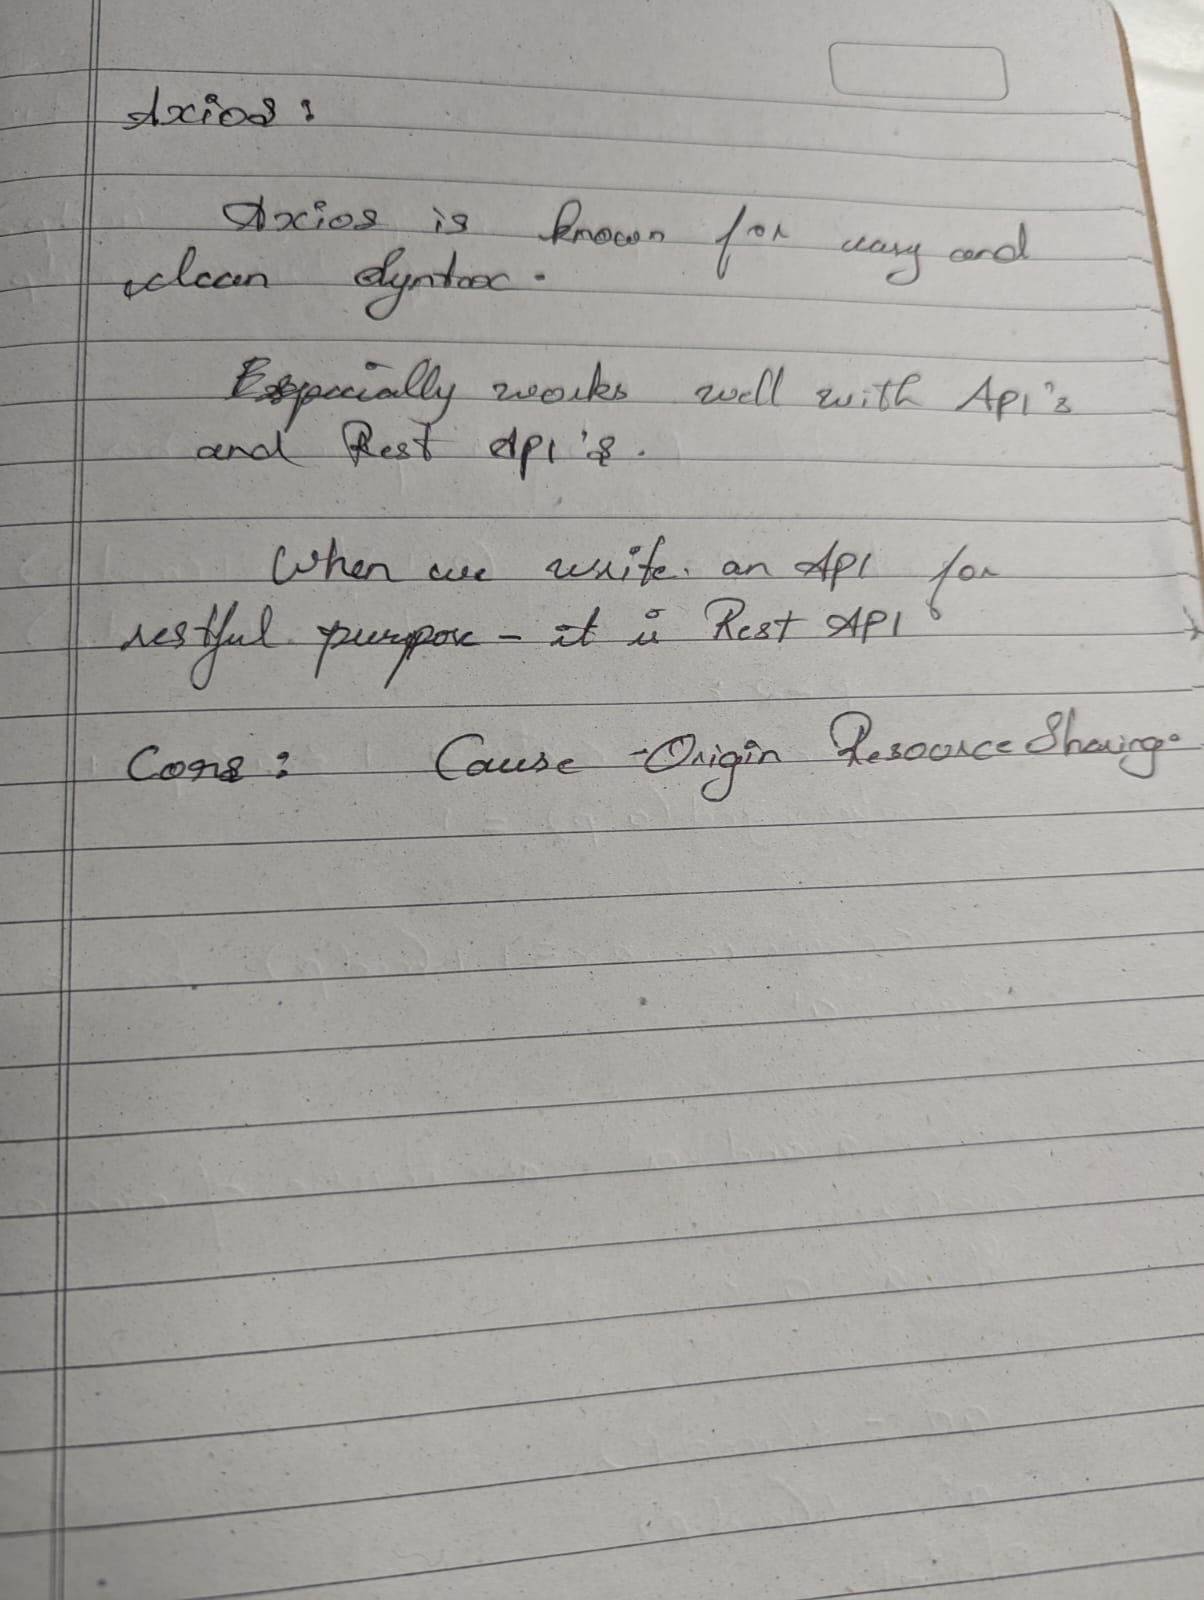 Axios:
Axios is known for easy and
clean Syntax.
Especially works well with API's
and Rest API's.
When we write. an API for
restful purpose - it is Rest API.
Cons: Cause-Origin Resource Sharing.